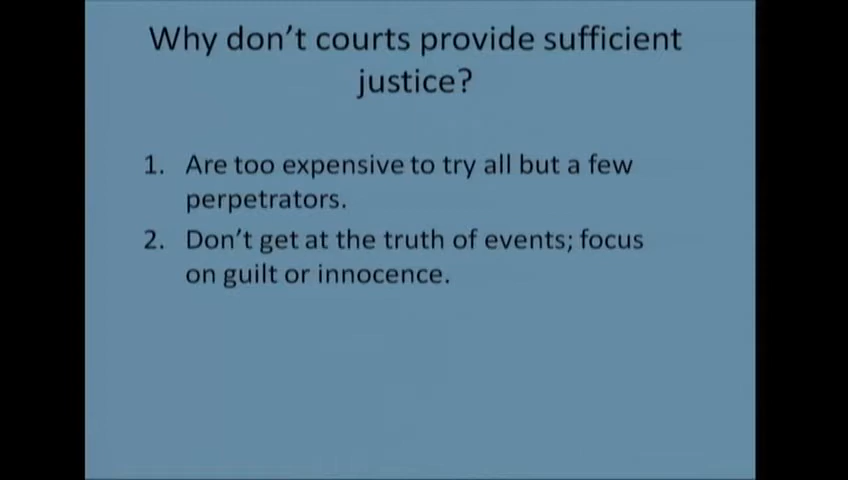 Why don't courts provide sufficient
justice?
1. Are too expensive to try all but a few
perpetrators.
2. Don't get at the truth of events; focus
on guilt or innocence.